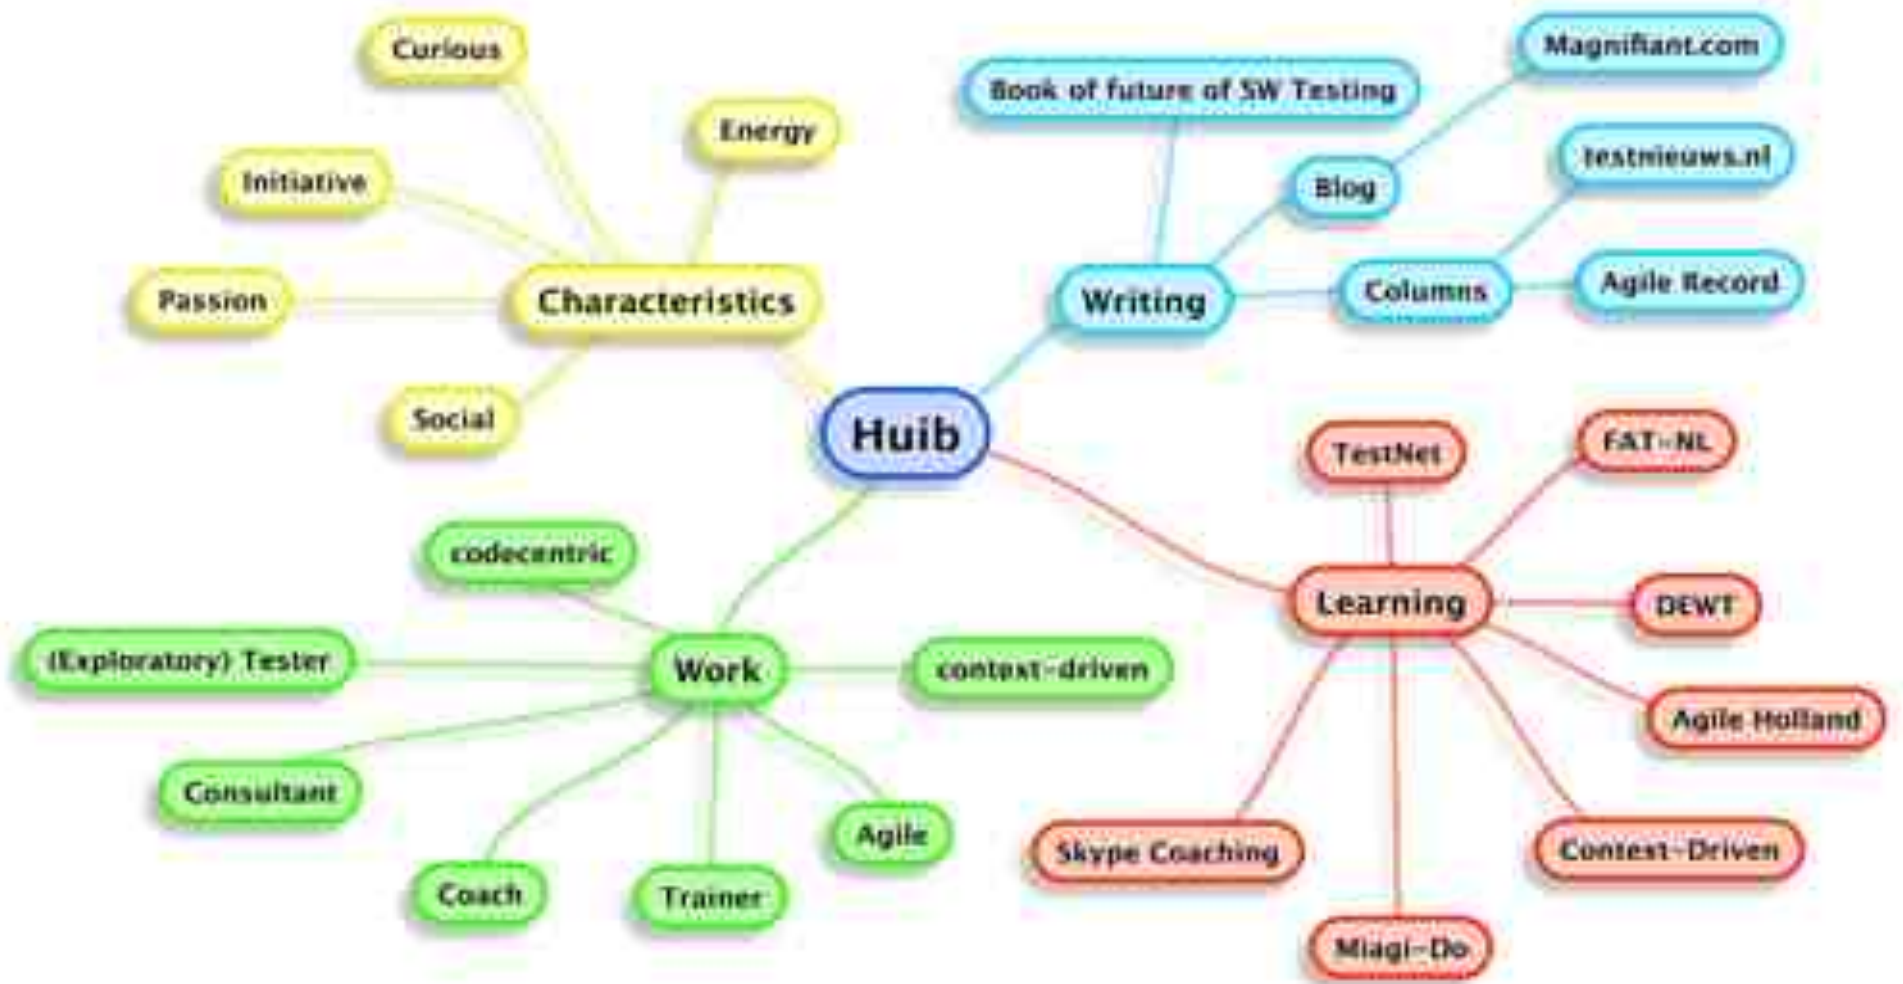 Curious
Energy
Initiative
Passion
Characteristics
Social
Book of future of SW Testing
Magnifiant.com
Blog
testnieuws.nl
Writing
Columns
Agile Record
Huib
codecentric
(Exploratory) Tester
Work
context-driven
Consultant
Coach
Trainer
Agile
TestNet
FAT-NL
Learning
DEWT
Agile Holland
Skype Coaching
Context-Driven
Miagi-Do